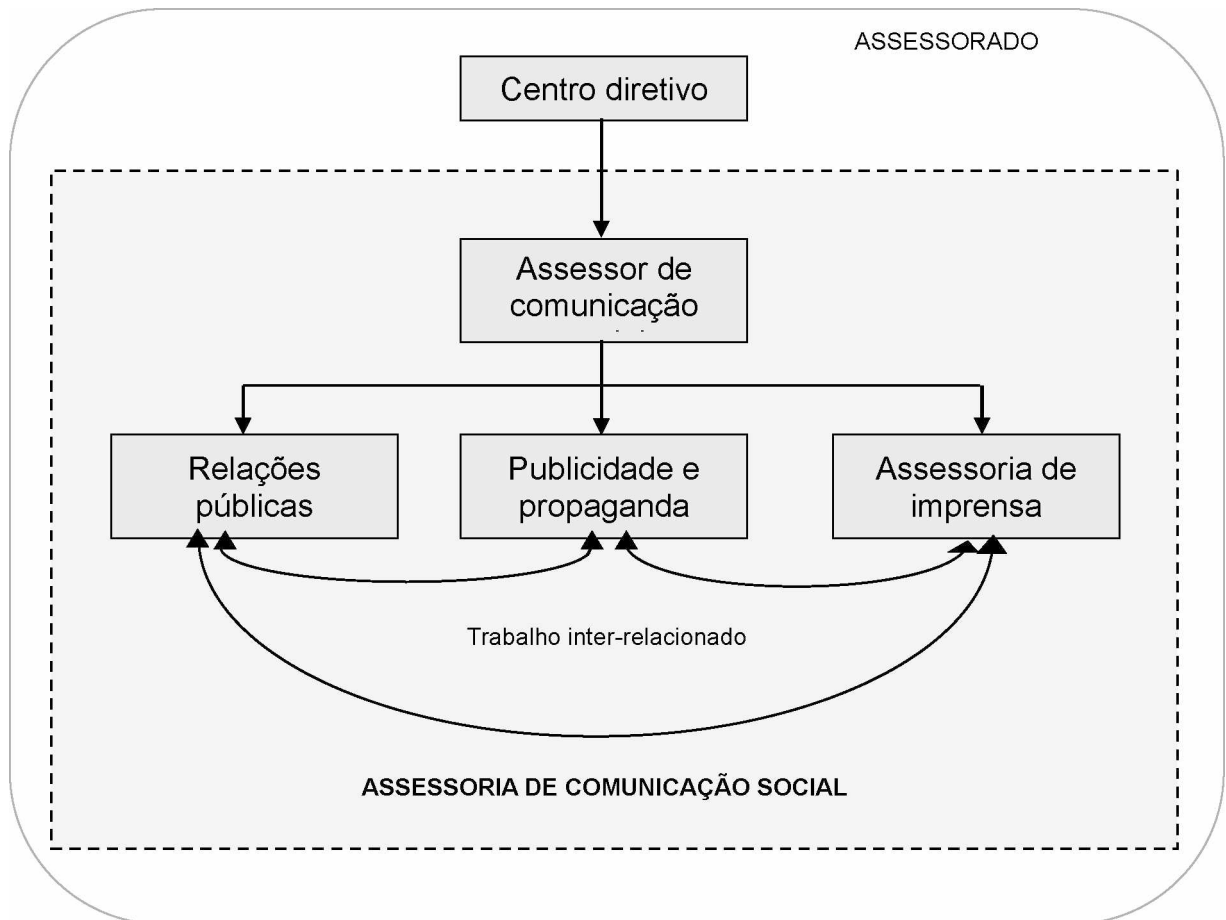 ASSESSORADO
Centro diretivo
Assessor de
comunicação
Relações
públicas
Publicidade e
propaganda
Assessoria de
imprensa
Trabalho inter-relacionado
ASSESSORIA DE COMUNICAÇÃO SOCIAL